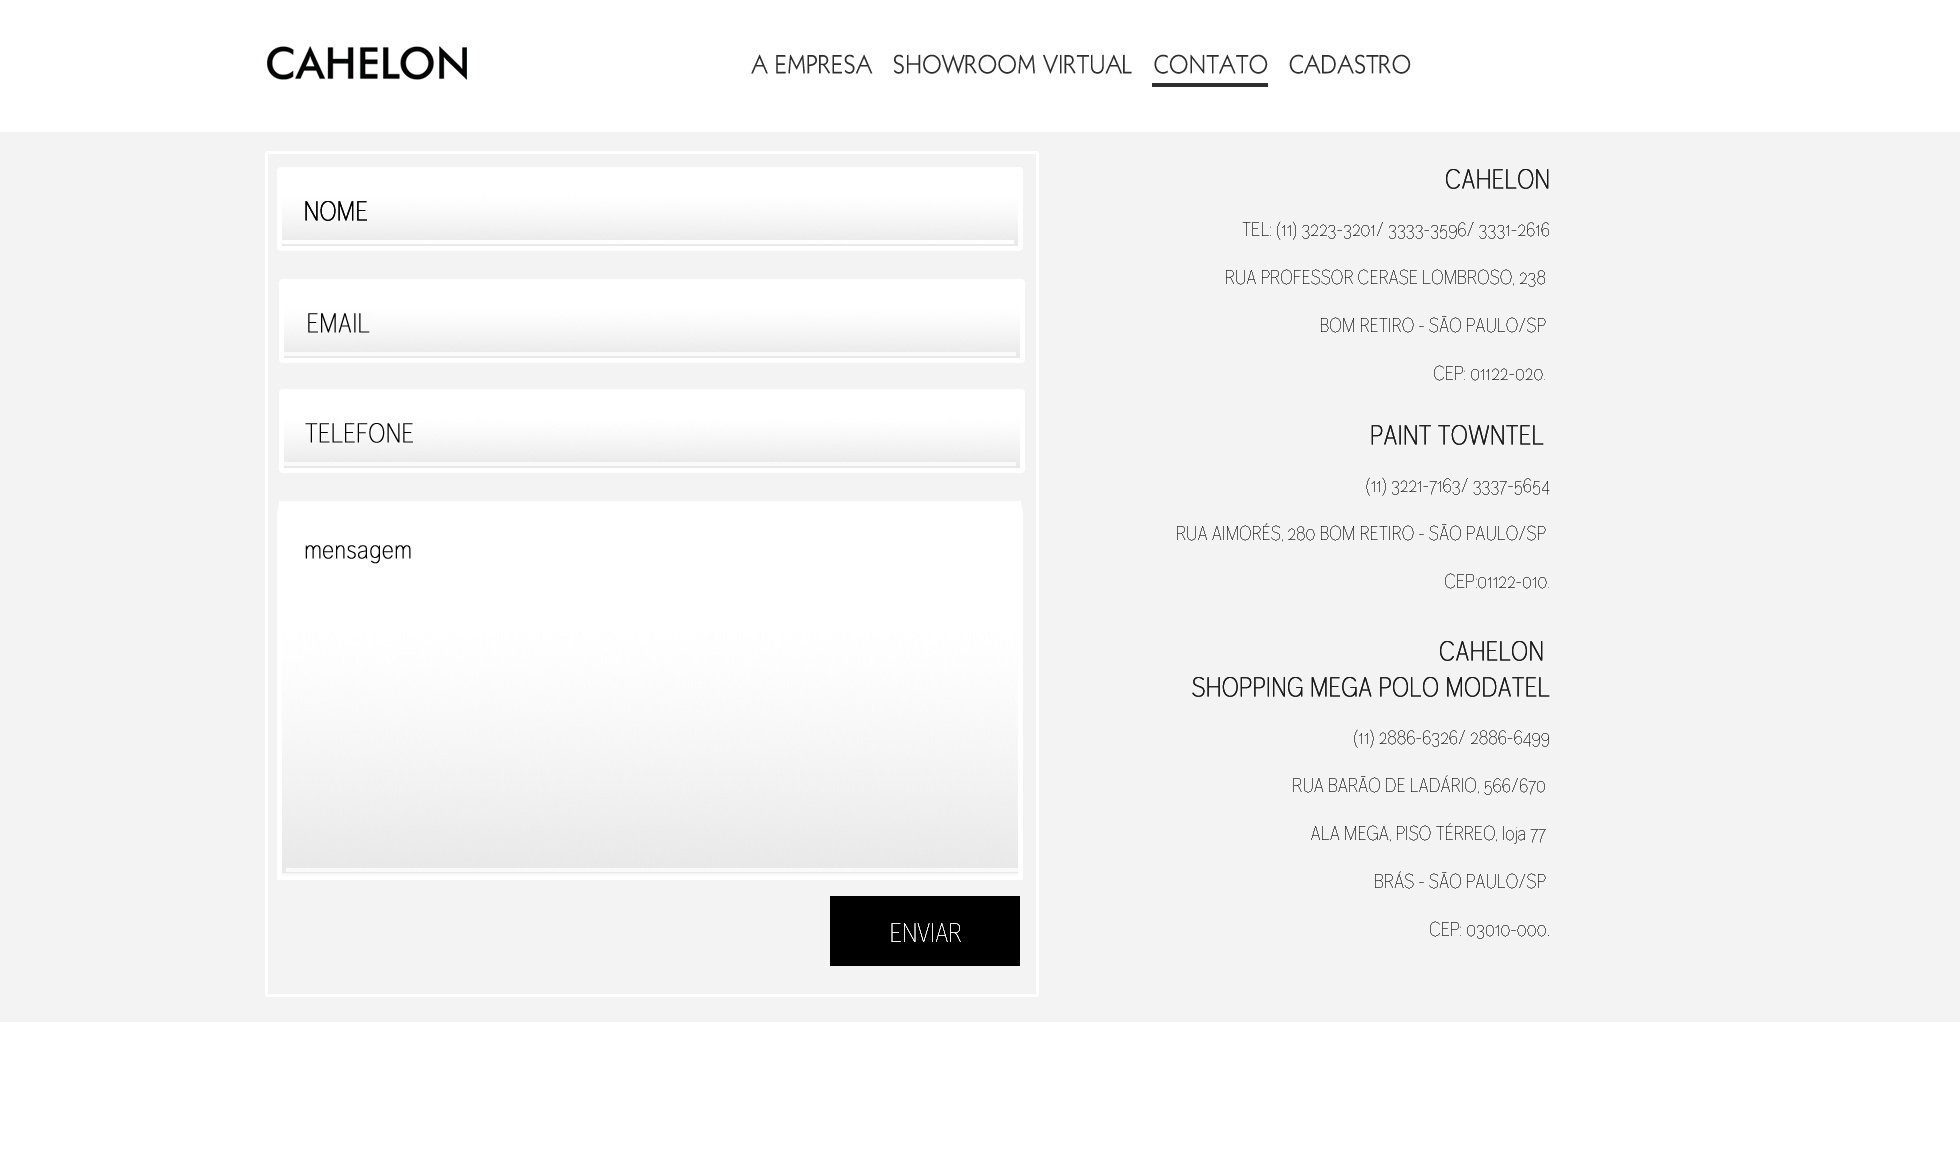 CAHELON
A EMPRESA SHOWROOM VIRTUAL CONTATO CADASTRO
NOME
EMAIL
TELEFONE
mensagem
ENVIAR
CAHELON
TEL: (11) 3223-3201/ 3333-3596/ 3331-2616
RUA PROFESSOR CERASE LOMBROSO, 238
BOM RETIRO - SÃO PAULO/SP
CEP: 01122-020.
PAINT TOWNTEL
(11) 3221-7163/ 3337-5654
RUA AIMORÉS, 280 BOM RETIRO - SÃO PAULO/SP
CEP:01122-010.
CAHELON
SHOPPING MEGA POLO MODATEL
(11) 2886-6326/ 2886-6499
RUA BARÃO DE LADÁRIO, 566/670
ALA MEGA, PISO TÉRREO, loja 77
BRÁS - SÃO PAULO/SP
CEP: 03010-000.